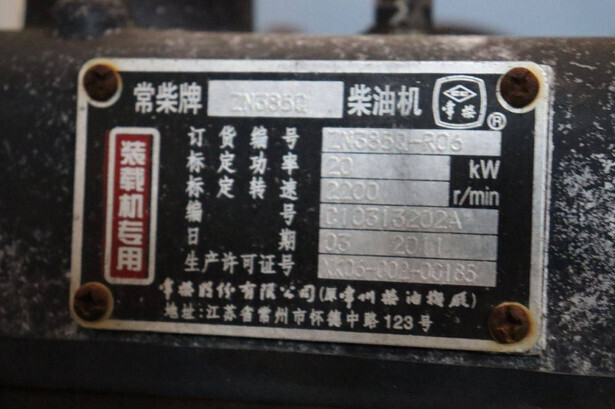 常柴牌 ZN385Q 柴油机 常柴 ®
装载机专用
订货编号 ZN385Q-R06
标定功率 20 kW
标定转速 2200 r/min
编号 C10313202A
日期 03 2011
生产许可证号 XK06-002-00185
常柴股份有限公司(原常州柴油机厂)
地址:江苏省常州市怀德中路123号